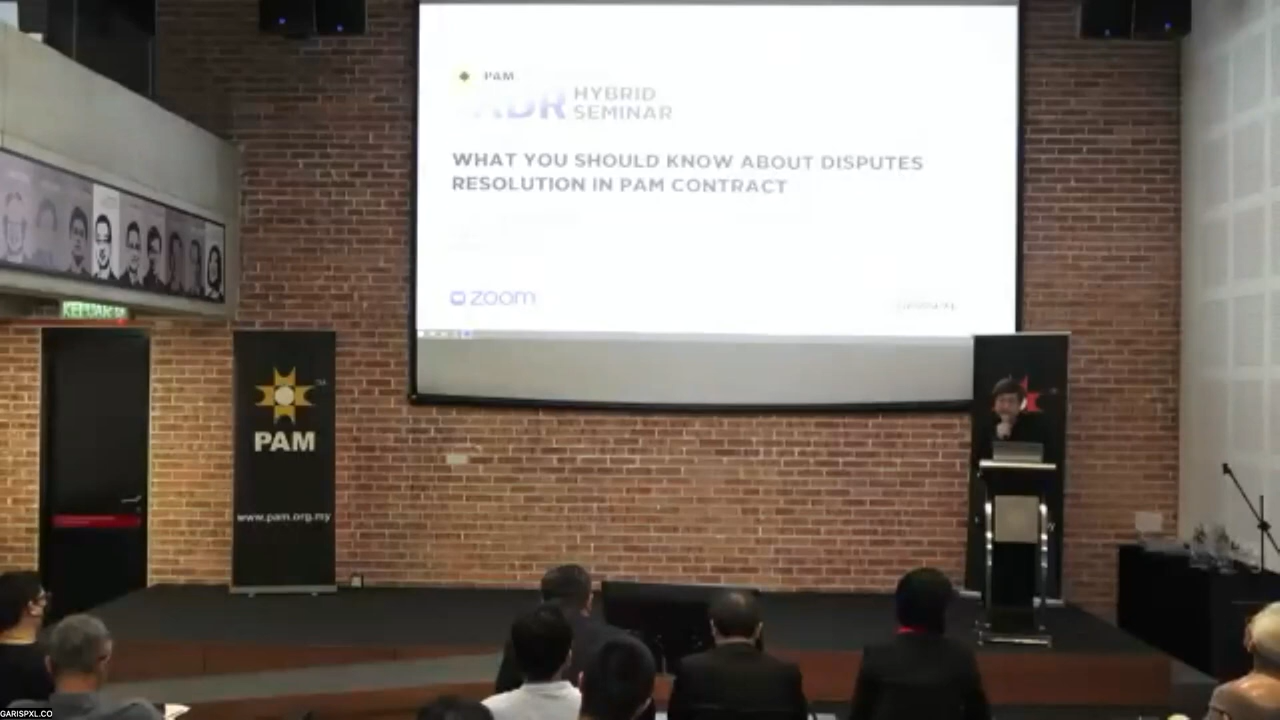 PAM
ADR HYBRID
SEMINAR
WHAT YOU SHOULD KNOW ABOUT DISPUTES
RESOLUTION IN PAM CONTRACT
zoom
KELUAR
PAM
www.pam.org.my
GARISPXL.CO